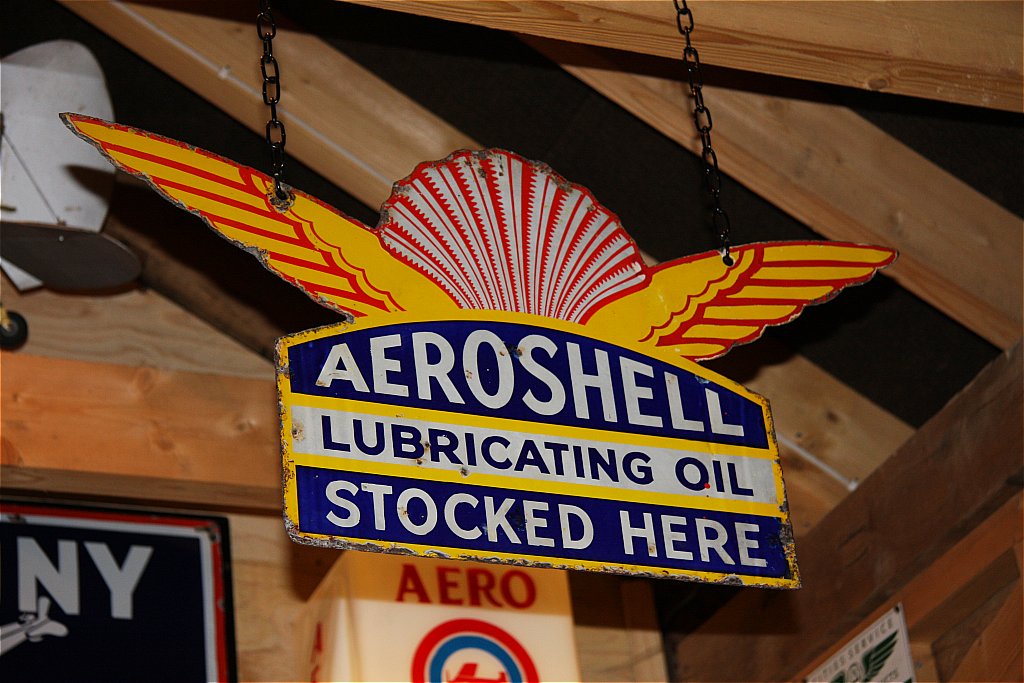 AEROSHELL
LUBRICATING OIL
STOCKED HERE
NY
AERO